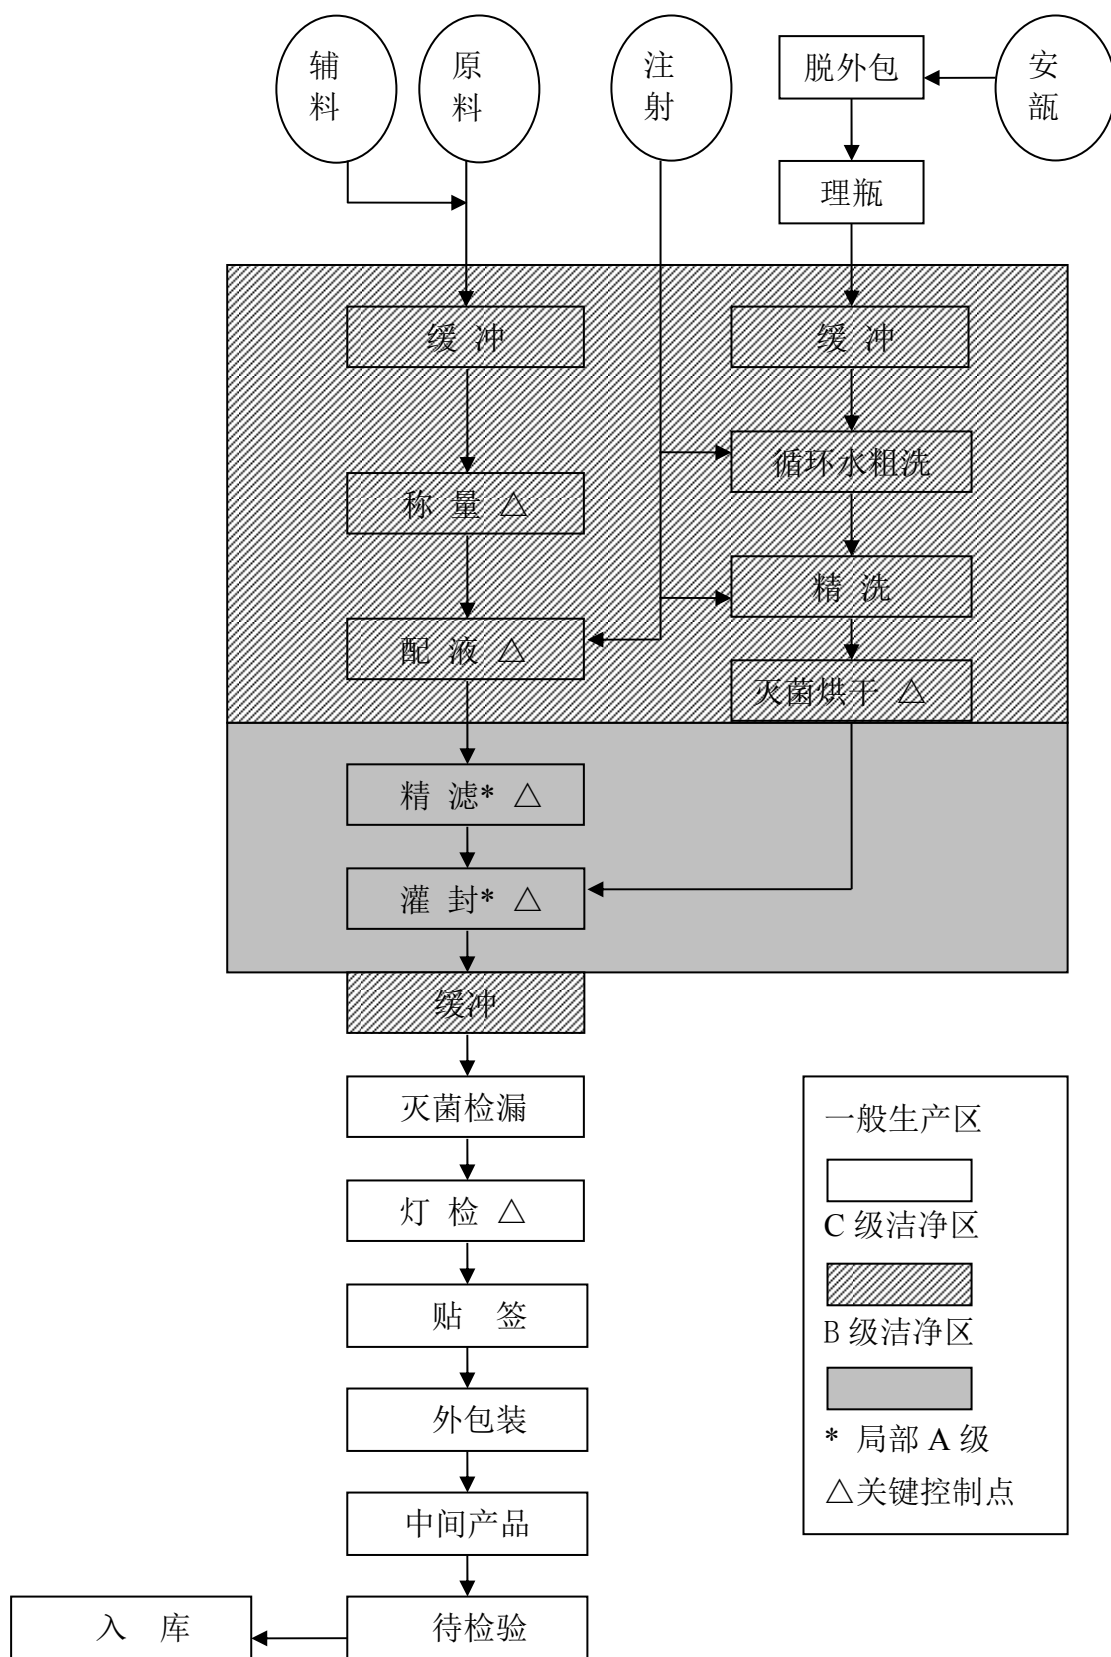 辅
料
原
料
注
射
脱外包
安
瓿
理瓶
缓 冲
缓 冲
循环水粗洗
称 量 △
精 洗
配 液 △
灭菌烘干 △
精 滤* △
灌 封* △
缓冲
灭菌检漏
灯 检 △
贴 签
外包装
中间产品
待检验
入 库
一般生产区
C 级洁净区
B 级洁净区
* 局部 A 级
△关键控制点